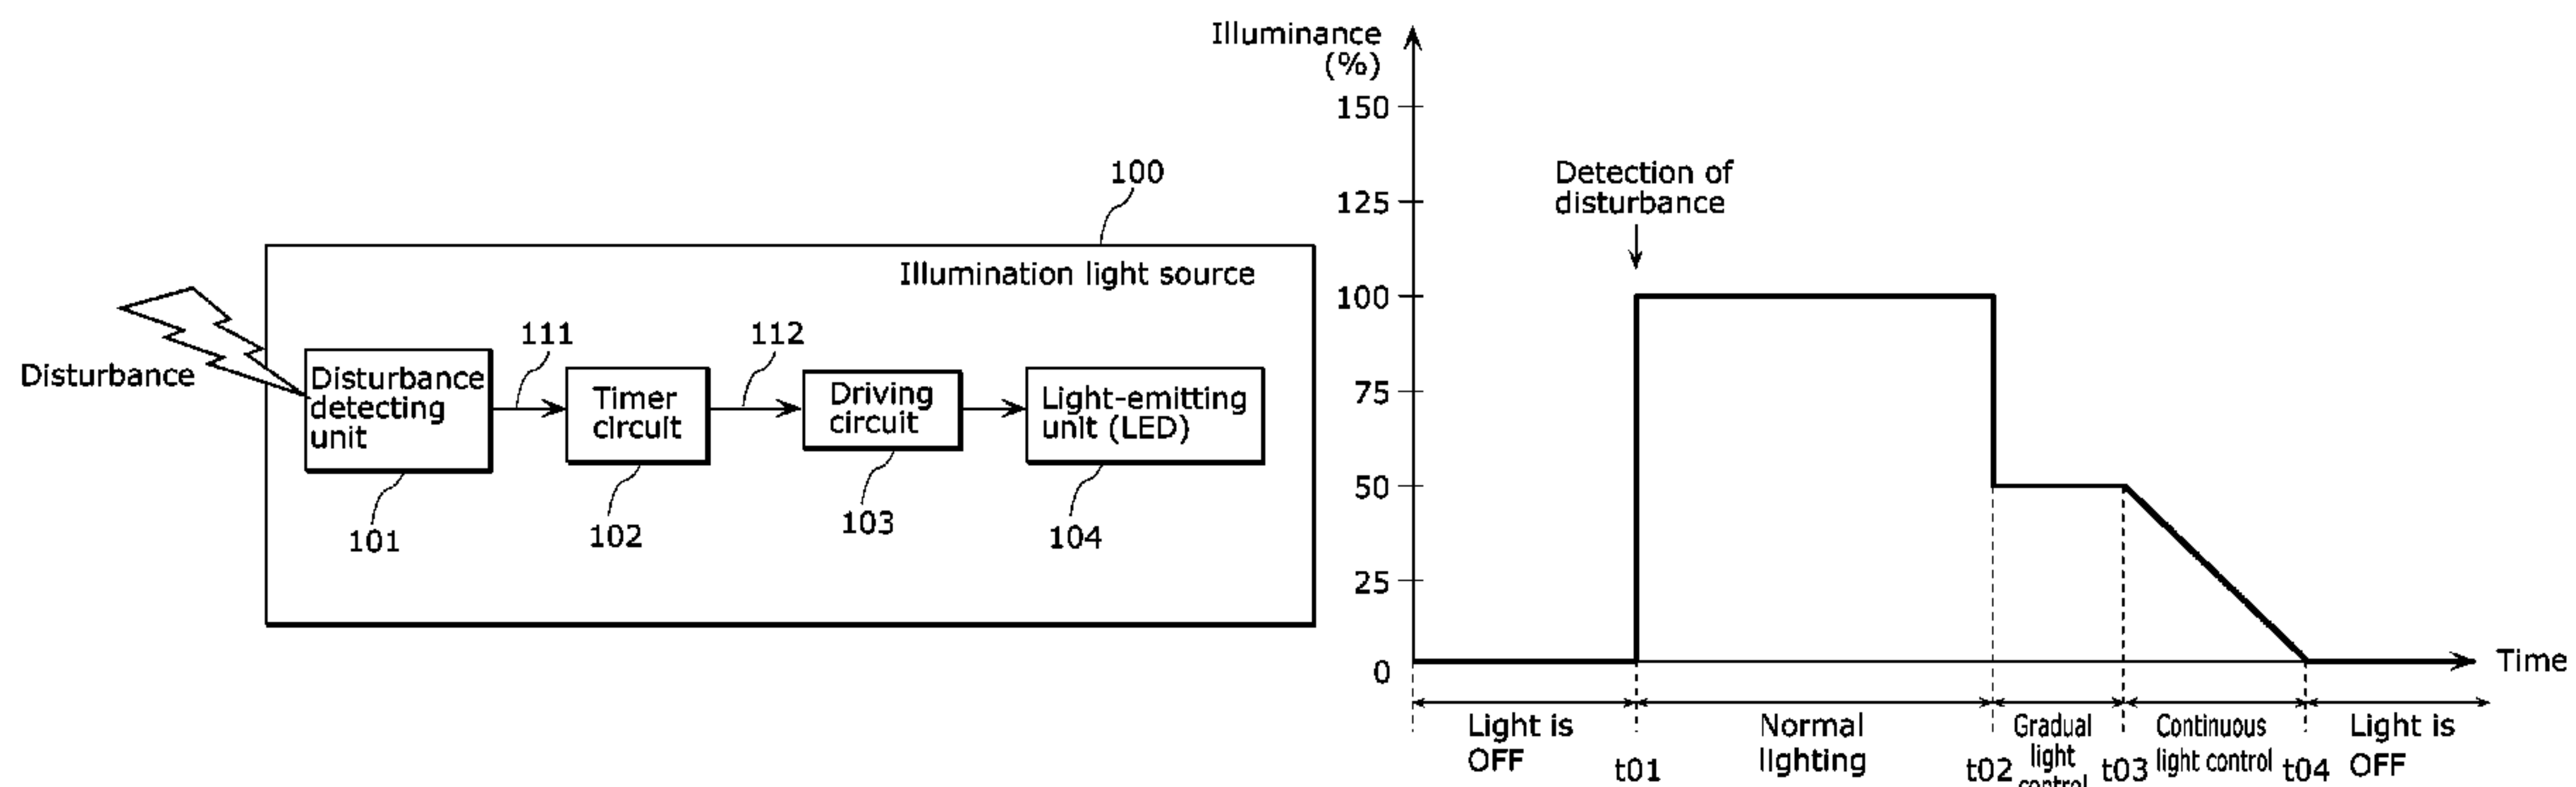 100
Illumination light source
Disturbance
Disturbance
detecting
unit
111
Timer
circuit
112
Driving
circuit
Light-emitting
unit (LED)
101
102
103
104
Illuminance
(%)
150
125
100
75
50
25
0
Detection of
disturbance
Time
Light is
OFF
t01
Normal
lighting
t02
Gradual
light
control
t03
Continuous
light control
t04
Light is
OFF